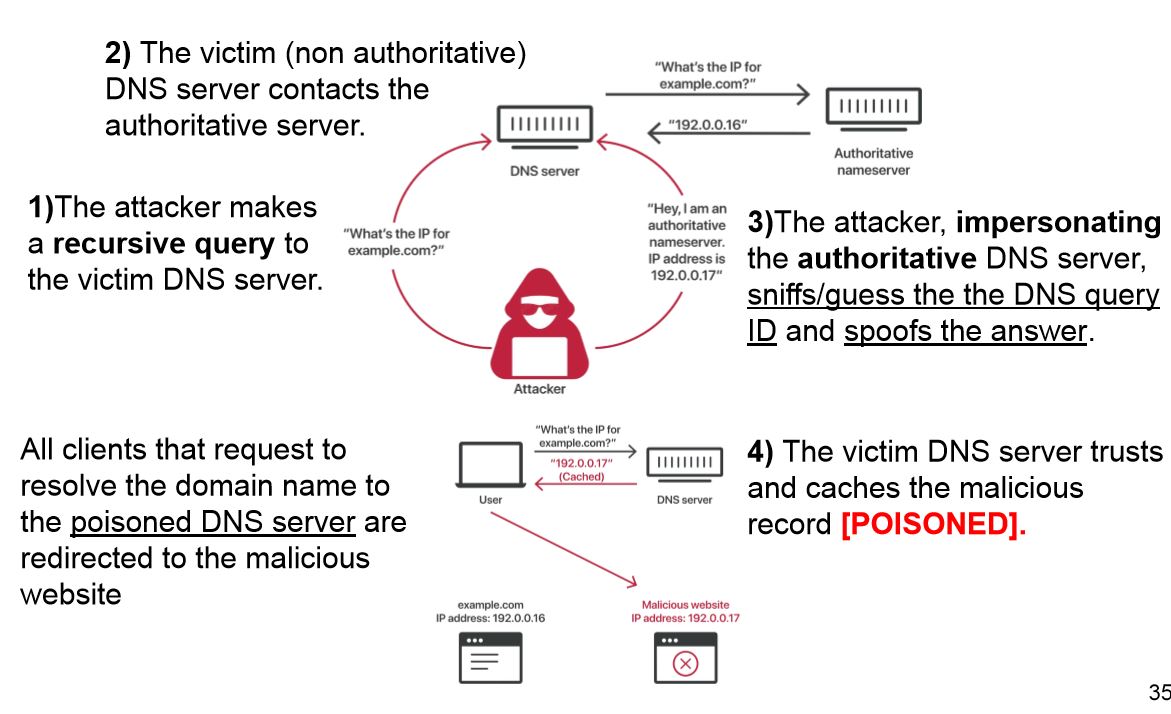 2) The victim (non authoritative)
DNS server contacts the
authoritative server.
"What's the IP for
example.com?"
"192.0.0.16"
DNS server
Authoritative
nameserver
1)The attacker makes
a recursive query to
the victim DNS server.
"What's the IP for
example.com?"
"Hey, I am an
authoritative
nameserver.
IP address is
192.0.0.17"
3)The attacker, impersonating
the authoritative DNS server,
sniffs/guess the the DNS query
ID and spoofs the answer.
Attacker
All clients that request to
resolve the domain name to
the poisoned DNS server are
redirected to the malicious
website
"What's the IP for
example.com?"
"192.0.0.17"
(Cached)
User
DNS server
4) The victim DNS server trusts
and caches the malicious
record [POISONED].
example.com
IP address: 192.0.0.16
Malicious website
IP address: 192.0.0.17
35